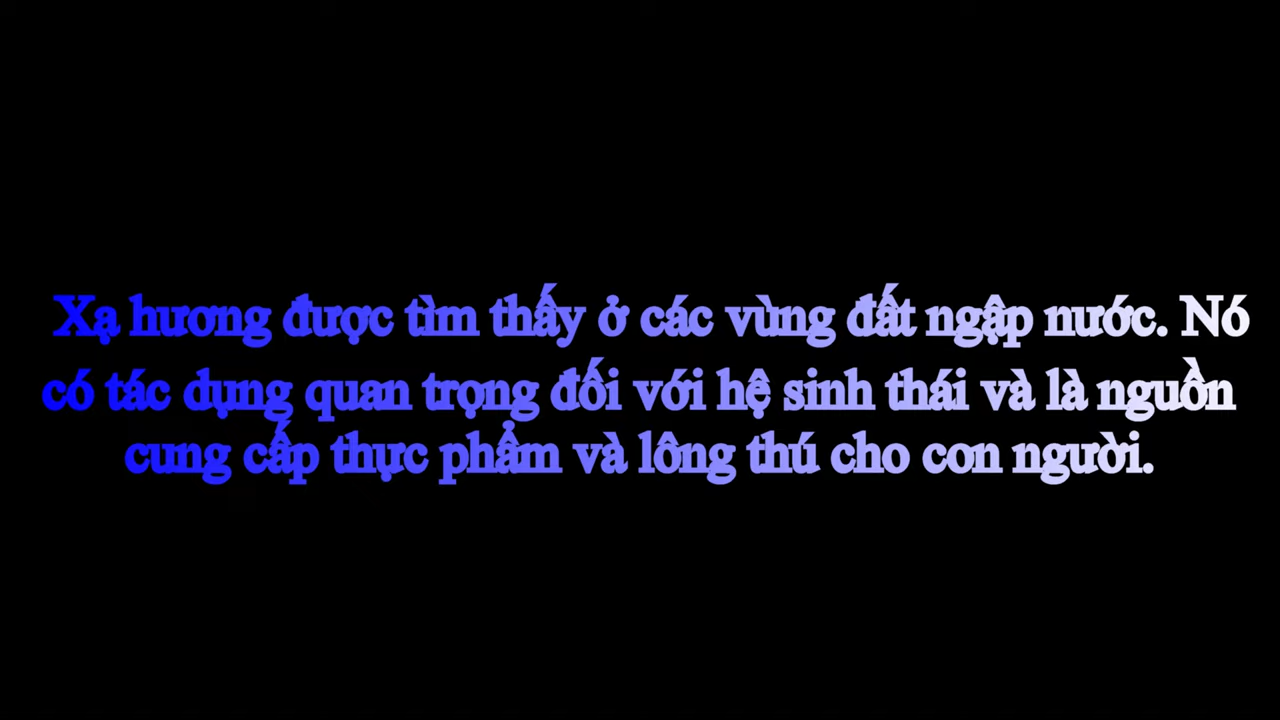 Xạ hương được tìm thấy ở các vùng đất ngập nước. Nó
có tác dụng quan trọng đối với hệ sinh thái và là nguồn
cung cấp thực phẩm và lông thú cho con người.